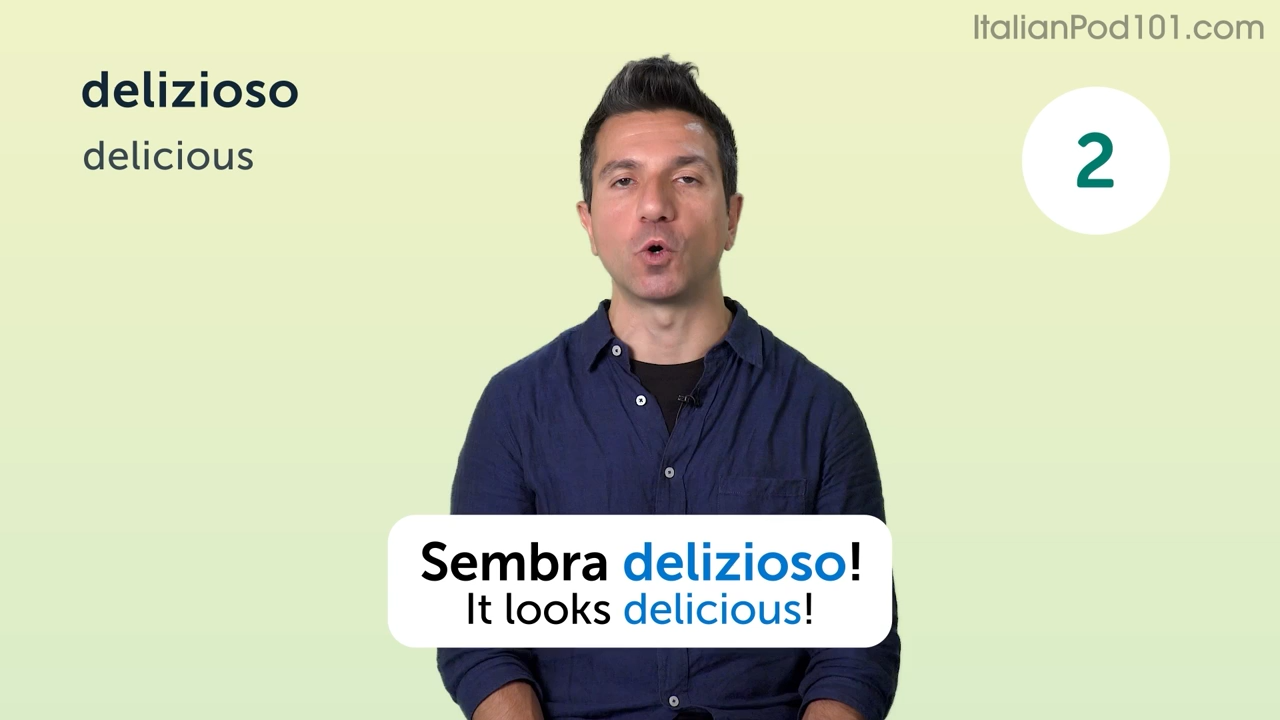 ItalianPod101.com
delizioso
delicious
2
Sembra delizioso!
It looks delicious!